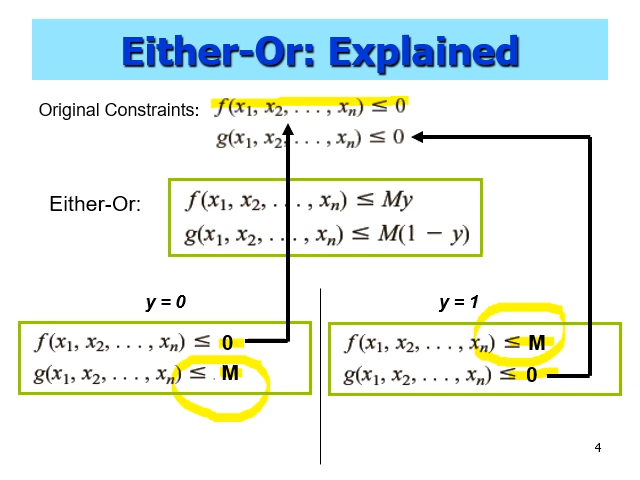 Either-Or: Explained
Original Constraints: f(x₁, x₂, . . . , xₙ) ≤ 0
g(x₁, x₂, . . . , xₙ) ≤ 0
Either-Or:
f(x₁, x₂, . . . , xₙ) ≤ My
g(x₁, x₂, . . . , xₙ) ≤ M(1 − y)
y = 0
f(x₁, x₂, . . . , xₙ) ≤ 0
g(x₁, x₂, . . . , xₙ) ≤ M
y = 1
f(x₁, x₂, . . . , xₙ) ≤ M
g(x₁, x₂, . . . , xₙ) ≤ 0
4